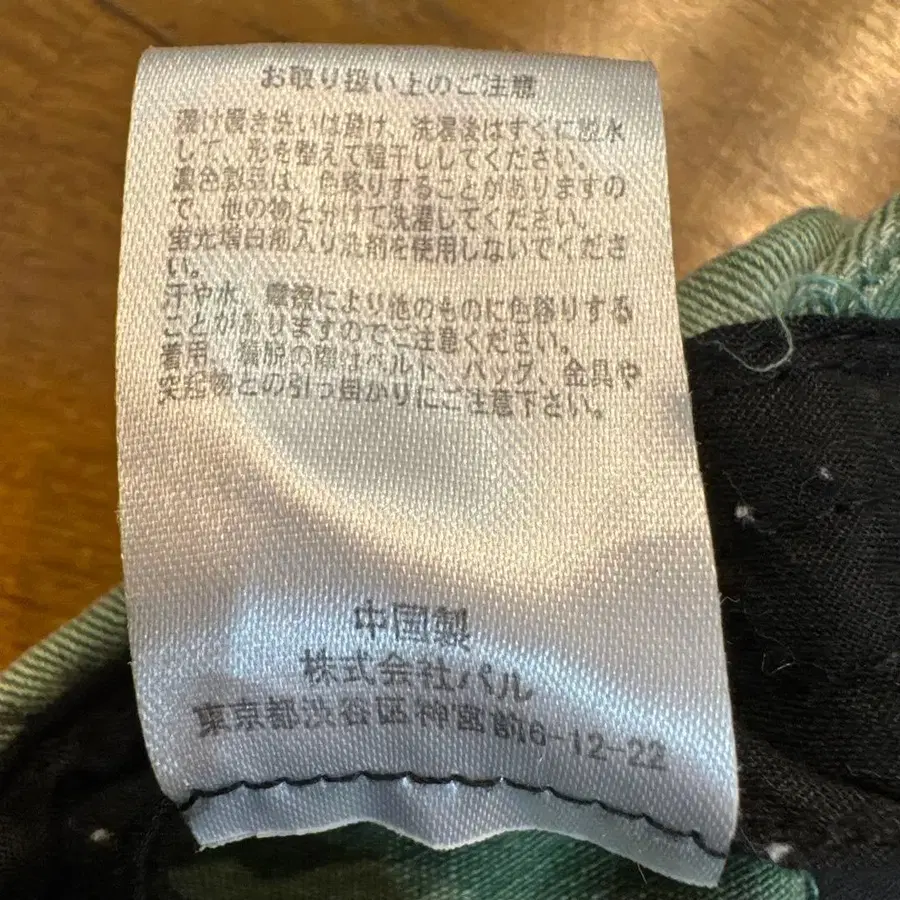 お取り扱い上のご注意
漬け置き洗いは避け、洗濯後はすぐに脱水
して、形を整えて陰干ししてください。
濃色製品は、色移りすることがありますの
で、他の物と分けて洗濯してください。
蛍光増白剤入り洗剤を使用しないでくださ
い。
汗や水、摩擦により他のものに色移りする
ことがありますのでご注意ください。
着用、着脱の際はベルト、バッグ、金具や
突起物との引っ掛かりにご注意下さい。
中国製
株式会社パル
東京都渋谷区神宮前6-12-22